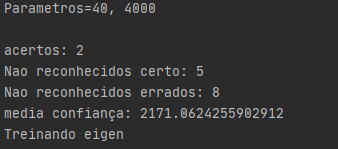 Parametros=40, 4000
acertos: 2
Nao reconhecidos certo: 5
Nao reconhecidos errados: 8
media confiança: 2171.0624255902912
Treinando eigen